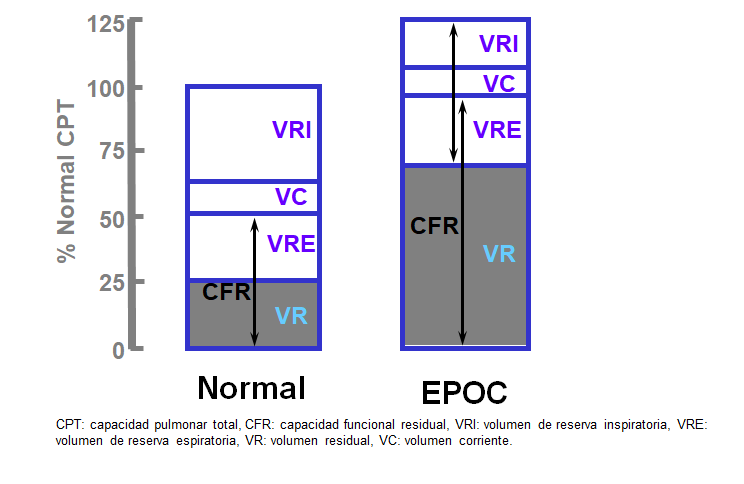 % Normal CPT
125
100
75
50
25
0
VRI
VC
VRE
CFR
VR
Normal
VRI
VC
VRE
CFR
VR
EPOC
CPT: capacidad pulmonar total, CFR: capacidad funcional residual, VRI: volumen de reserva inspiratoria, VRE:
volumen de reserva espiratoria, VR: volumen residual, VC: volumen corriente.